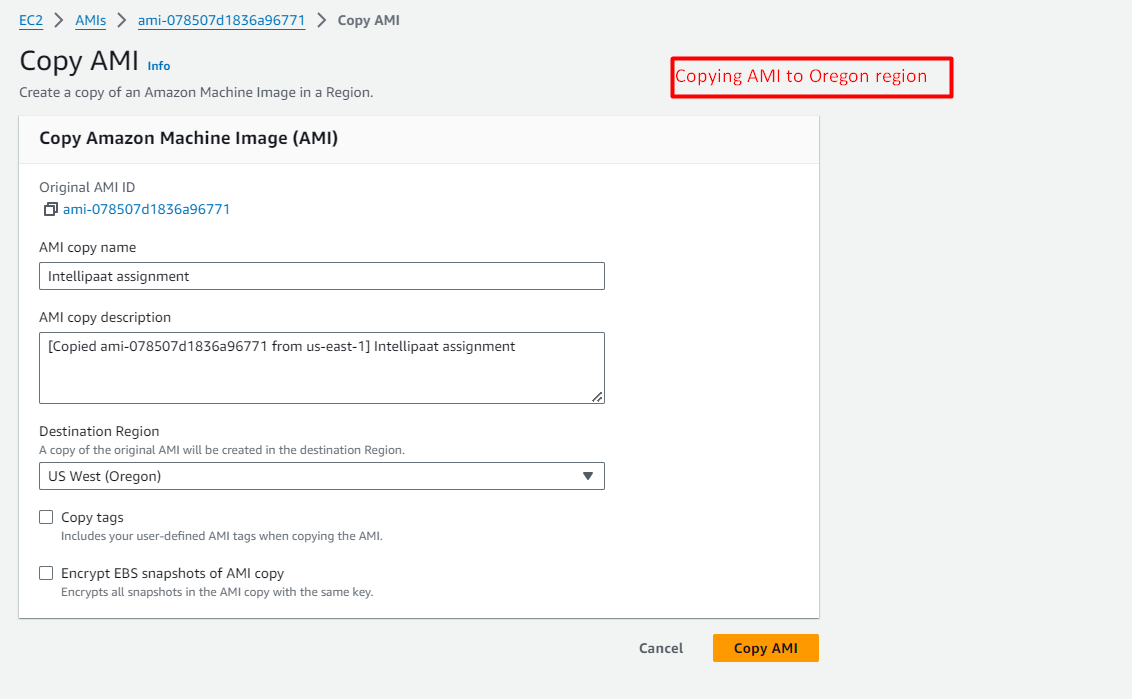 EC2 > AMIs > ami-078507d1836a96771 > Copy AMI
Copy AMI Info
Copying AMI to Oregon region
Create a copy of an Amazon Machine Image in a Region.
Copy Amazon Machine Image (AMI)
Original AMI ID
ami-078507d1836a96771
AMI copy name
Intellipaat assignment
AMI copy description
[Copied ami-078507d1836a96771 from us-east-1] Intellipaat assignment
Destination Region
A copy of the original AMI will be created in the destination Region.
US West (Oregon)
Copy tags
Includes your user-defined AMI tags when copying the AMI.
Encrypt EBS snapshots of AMI copy
Encrypts all snapshots in the AMI copy with the same key.
Cancel
Copy AMI